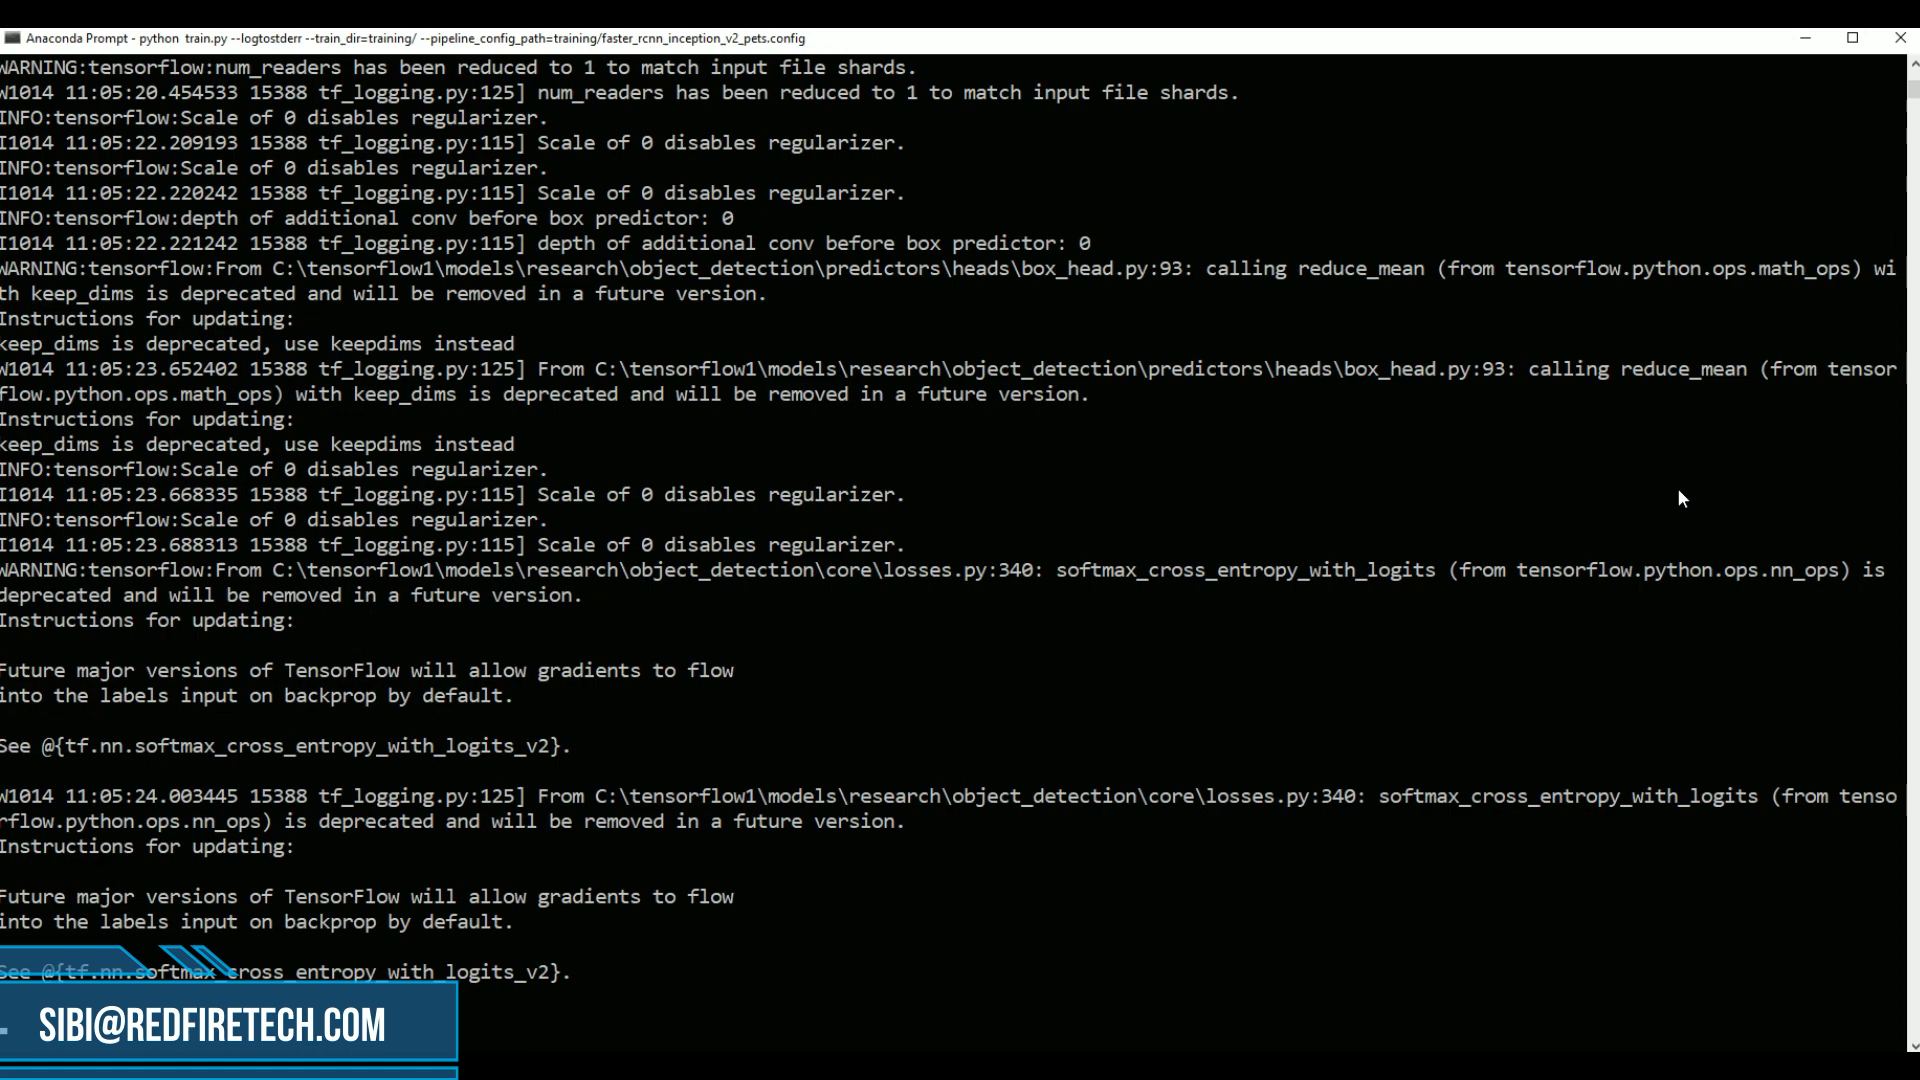 Anaconda Prompt - python train.py --logtostderr --train_dir=training/ --pipeline_config_path=training/faster_rcnn_inception_v2_pets.config
WARNING:tensorflow:num_readers has been reduced to 1 to match input file shards.
W1014 11:05:20.454533 15388 tf_logging.py:125] num_readers has been reduced to 1 to match input file shards.
INFO:tensorflow:Scale of 0 disables regularizer.
I1014 11:05:22.209193 15388 tf_logging.py:115] Scale of 0 disables regularizer.
INFO:tensorflow:Scale of 0 disables regularizer.
I1014 11:05:22.220242 15388 tf_logging.py:115] Scale of 0 disables regularizer.
INFO:tensorflow:depth of additional conv before box predictor: 0
I1014 11:05:22.221242 15388 tf_logging.py:115] depth of additional conv before box predictor: 0
WARNING:tensorflow:From C:\tensorflow1\models\research\object_detection\predictors\heads\box_head.py:93: calling reduce_mean (from tensorflow.python.ops.math_ops) wi
th keep_dims is deprecated and will be removed in a future version.
Instructions for updating:
keep_dims is deprecated, use keepdims instead
W1014 11:05:23.652402 15388 tf_logging.py:125] From C:\tensorflow1\models\research\object_detection\predictors\heads\box_head.py:93: calling reduce_mean (from tensor
flow.python.ops.math_ops) with keep_dims is deprecated and will be removed in a future version.
Instructions for updating:
keep_dims is deprecated, use keepdims instead
INFO:tensorflow:Scale of 0 disables regularizer.
I1014 11:05:23.668335 15388 tf_logging.py:115] Scale of 0 disables regularizer.
INFO:tensorflow:Scale of 0 disables regularizer.
I1014 11:05:23.688313 15388 tf_logging.py:115] Scale of 0 disables regularizer.
WARNING:tensorflow:From C:\tensorflow1\models\research\object_detection\core\losses.py:340: softmax_cross_entropy_with_logits (from tensorflow.python.ops.nn_ops) is
deprecated and will be removed in a future version.
Instructions for updating:
Future major versions of TensorFlow will allow gradients to flow
into the labels input on backprop by default.
See @{tf.nn.softmax_cross_entropy_with_logits_v2}.
W1014 11:05:24.003445 15388 tf_logging.py:125] From C:\tensorflow1\models\research\object_detection\core\losses.py:340: softmax_cross_entropy_with_logits (from tenso
rflow.python.ops.nn_ops) is deprecated and will be removed in a future version.
Instructions for updating:
Future major versions of TensorFlow will allow gradients to flow
into the labels input on backprop by default.
See @{tf.nn.softmax_cross_entropy_with_logits_v2}.
SIBI@REDFIRETECH.COM